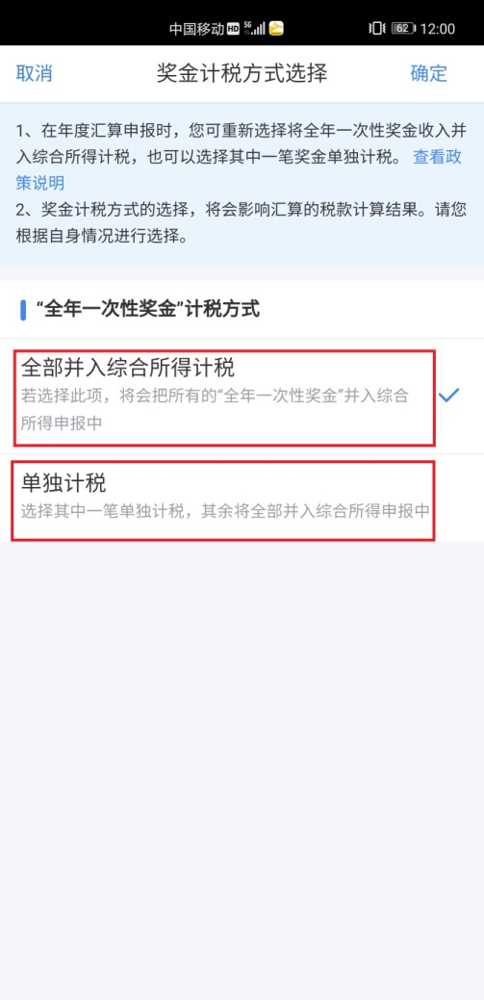 中国移动 HD 5G 62 12:00
取消 奖金计税方式选择 确定
1、在年度汇算申报时，您可重新选择将全年一次性奖金收入并
入综合所得计税，也可以选择其中一笔奖金单独计税。 查看政
策说明
2、奖金计税方式的选择，将会影响汇算的税款计算结果。请您
根据自身情况进行选择。
“全年一次性奖金”计税方式
全部并入综合所得计税
若选择此项，将会把所有的“全年一次性奖金”并入综合
所得申报中
单独计税
选择其中一笔单独计税，其余将全部并入综合所得申报中